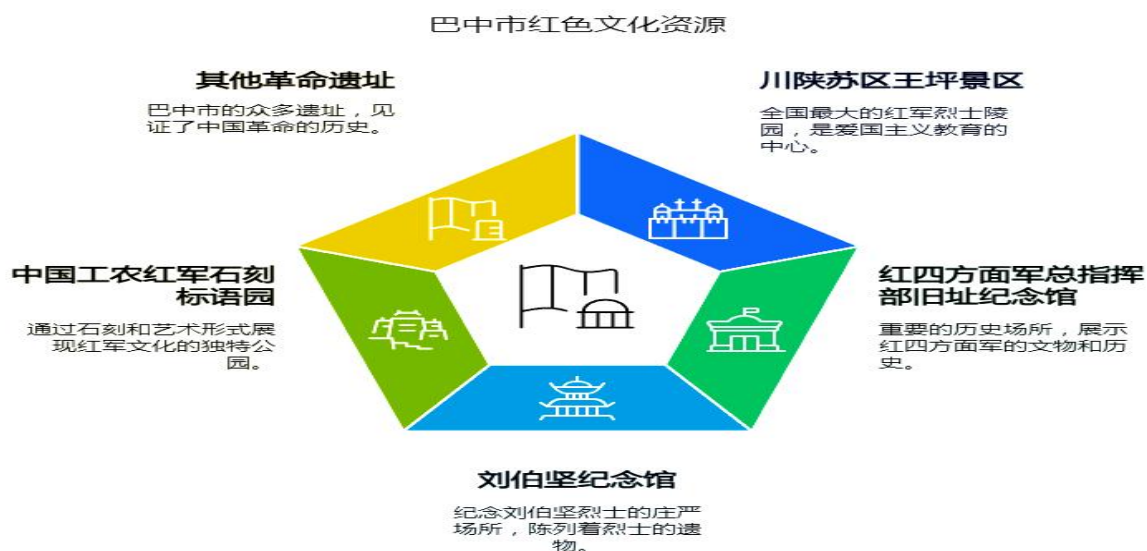 巴中市红色文化资源
其他革命遗址
巴中市的众多遗址，见
证了中国革命的历史。
川陕苏区王坪景区
全国最大的红军烈士陵
园，是爱国主义教育的
中心。
中国工农红军石刻
标语园
通过石刻和艺术形式展
现红军文化的独特公
园。
红四方面军总指挥
部旧址纪念馆
重要的历史场所，展示
红四方面军的文物和历
史。
刘伯坚纪念馆
纪念刘伯坚烈士的庄严
场所，陈列着烈士的遗
物。